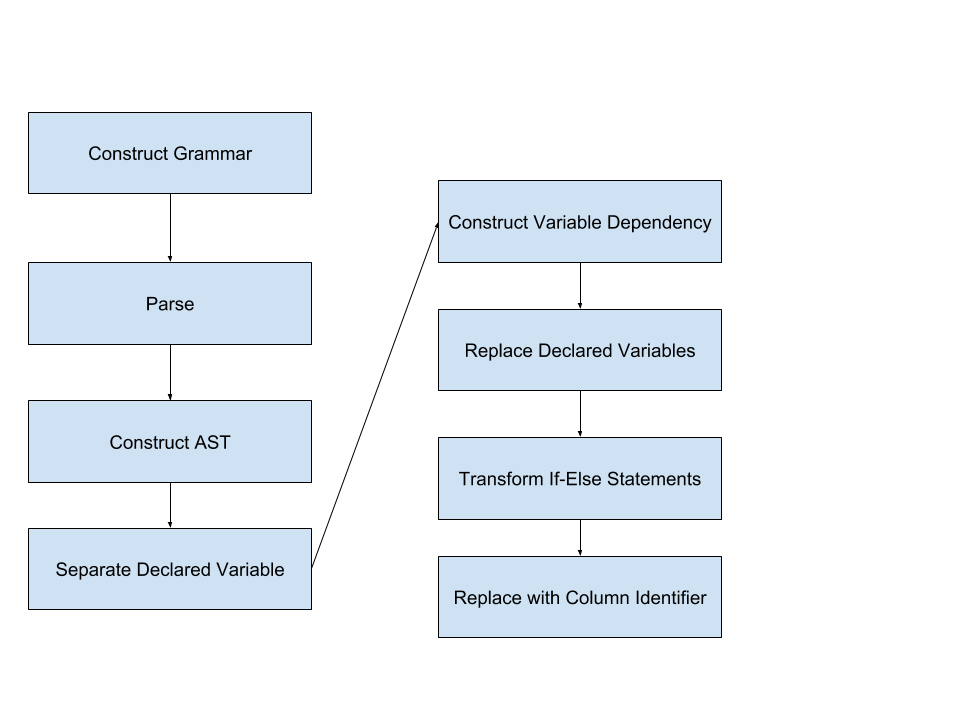 Construct Grammar
Parse
Construct AST
Separate Declared Variable
Construct Variable Dependency
Replace Declared Variables
Transform If-Else Statements
Replace with Column Identifier